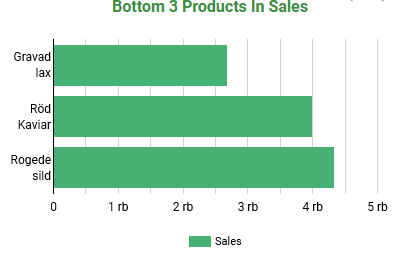 Bottom 3 Products In Sales
Gravad
lax
Röd
Kaviar
Rogede
sild
0 1 rb 2 rb 3 rb 4 rb 5 rb
Sales